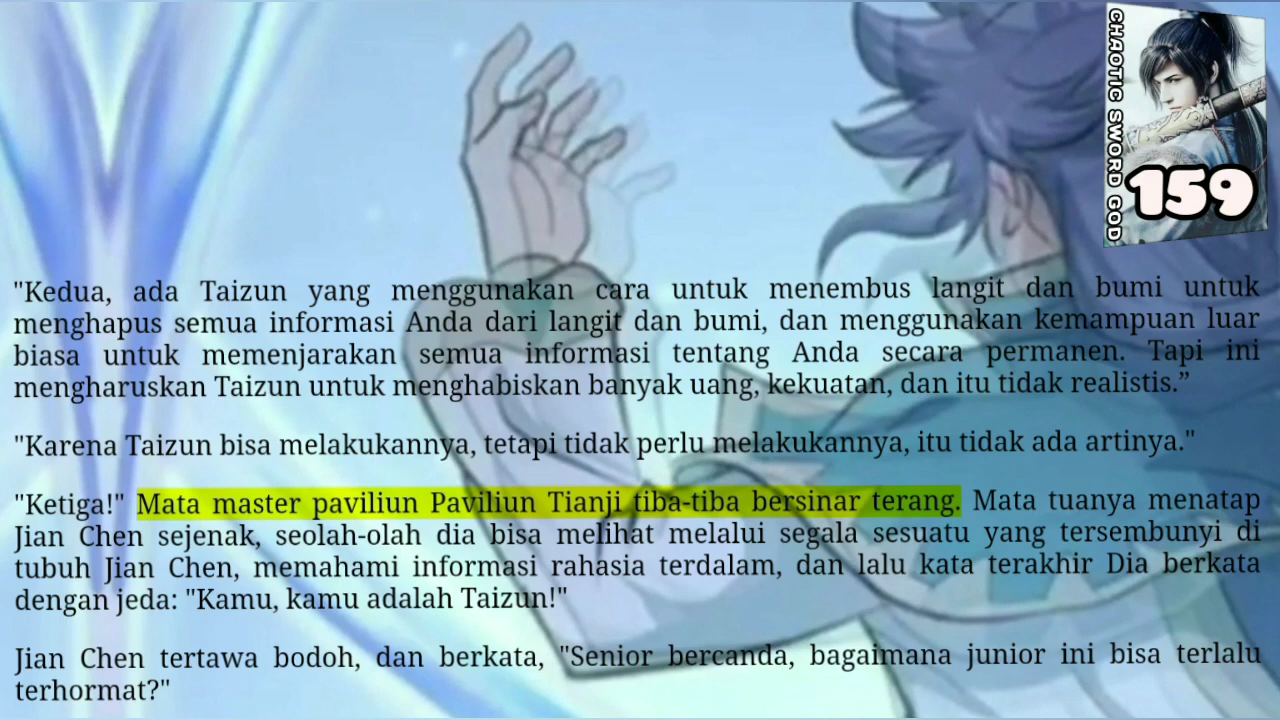 CHAOTIC SWORD GOD
159
"Kedua, ada Taizun yang menggunakan cara untuk menembus langit dan bumi untuk
menghapus semua informasi Anda dari langit dan bumi, dan menggunakan kemampuan luar
biasa untuk memenjarakan semua informasi tentang Anda secara permanen. Tapi ini
mengharuskan Taizun untuk menghabiskan banyak uang, kekuatan, dan itu tidak realistis.”
"Karena Taizun bisa melakukannya, tetapi tidak perlu melakukannya, itu tidak ada artinya."
"Ketiga!" Mata master paviliun Paviliun Tianji tiba-tiba bersinar terang. Mata tuanya menatap
Jian Chen sejenak, seolah-olah dia bisa melihat melalui segala sesuatu yang tersembunyi di
tubuh Jian Chen, memahami informasi rahasia terdalam, dan lalu kata terakhir Dia berkata
dengan jeda: "Kamu, kamu adalah Taizun!"
Jian Chen tertawa bodoh, dan berkata, "Senior bercanda, bagaimana junior ini bisa terlalu
terhormat?"